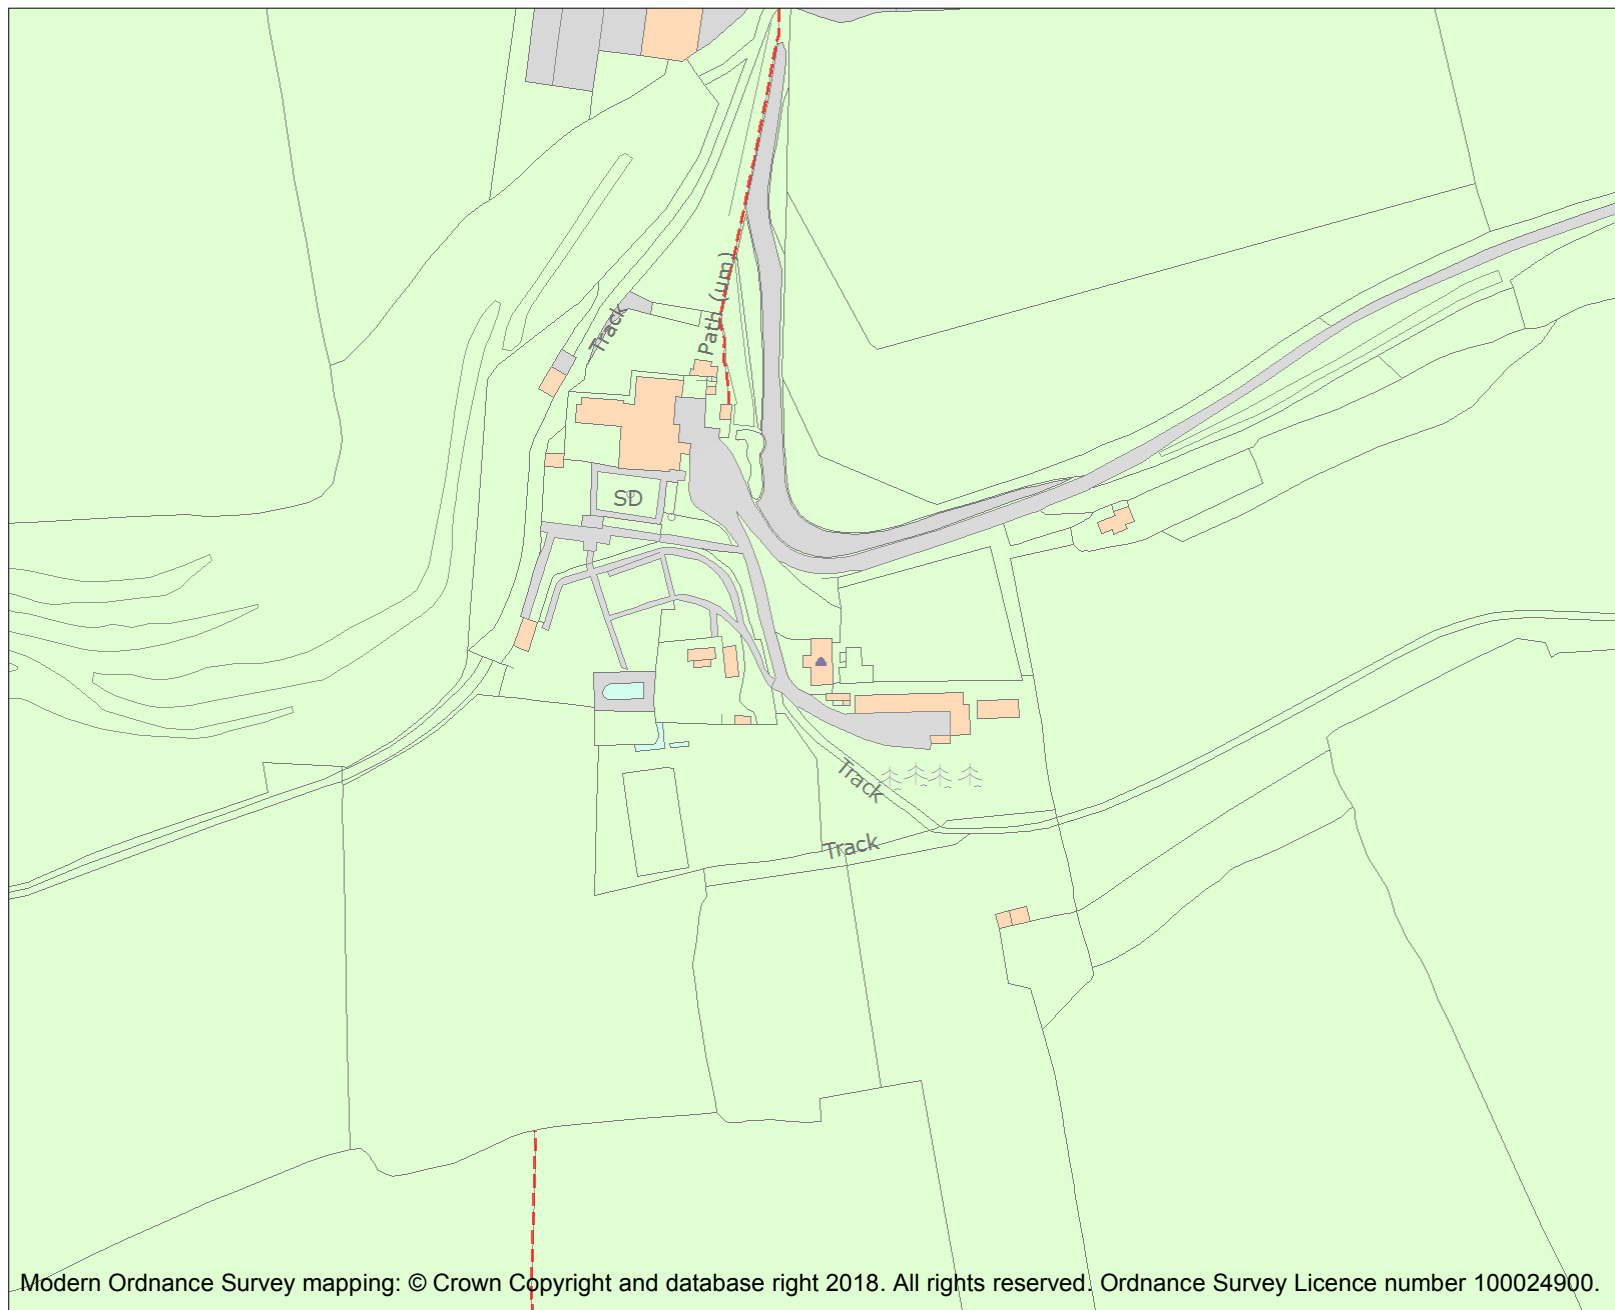 Path (um)
Track
SD
Track
Track
Modern Ordnance Survey mapping: © Crown Copyright and database right 2018. All rights reserved. Ordnance Survey Licence number 100024900.